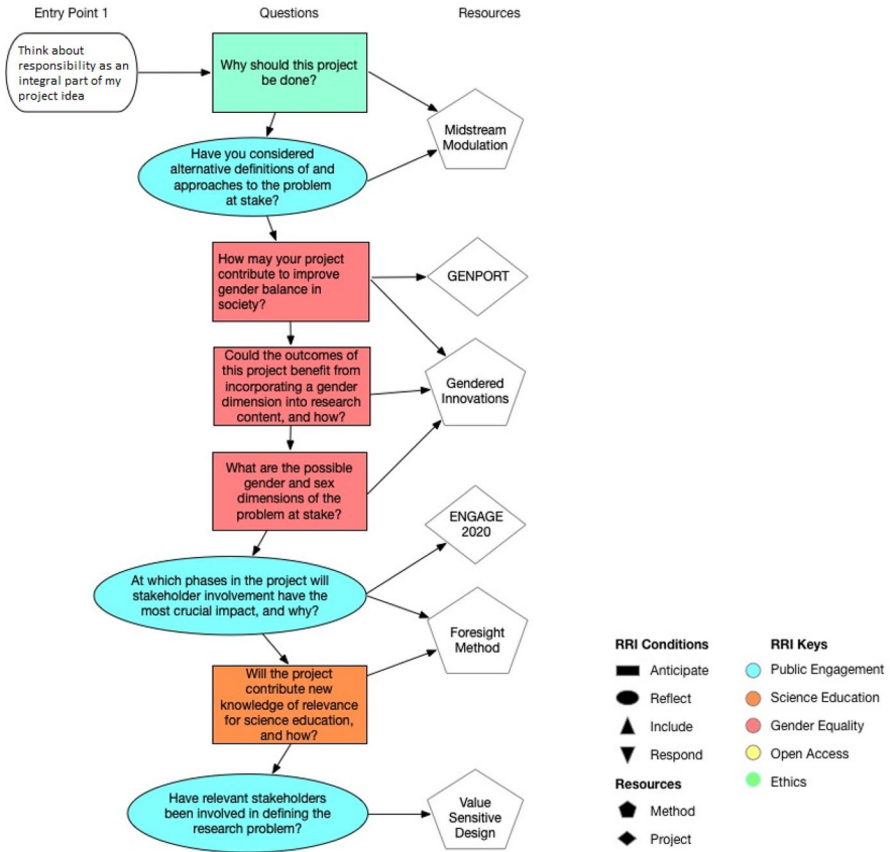 Entry Point 1
Questions
Resources
Think about
responsibility as an
integral part of my
project idea
Why should this project
be done?
Midstream
Modulation
Have you considered
alternative definitions of and
approaches to the problem
at stake?
How may your project
contribute to improve
gender balance in
society?
GENPORT
Could the outcomes of
this project benefit from
incorporating a gender
dimension into research
content, and how?
Gendered
Innovations
What are the possible
gender and sex
dimensions of the
problem at stake?
ENGAGE
2020
At which phases in the project will
stakeholder involvement have the
most crucial impact, and why?
Foresight
Method
Will the project
contribute new
knowledge of relevance
for science education,
and how?
Have relevant stakeholders
been involved in defining the
research problem?
Value
Sensitive
Design
RRI Conditions
Anticipate
Reflect
Include
Respond
Resources
Method
Project
RRI Keys
Public Engagement
Science Education
Gender Equality
Open Access
Ethics